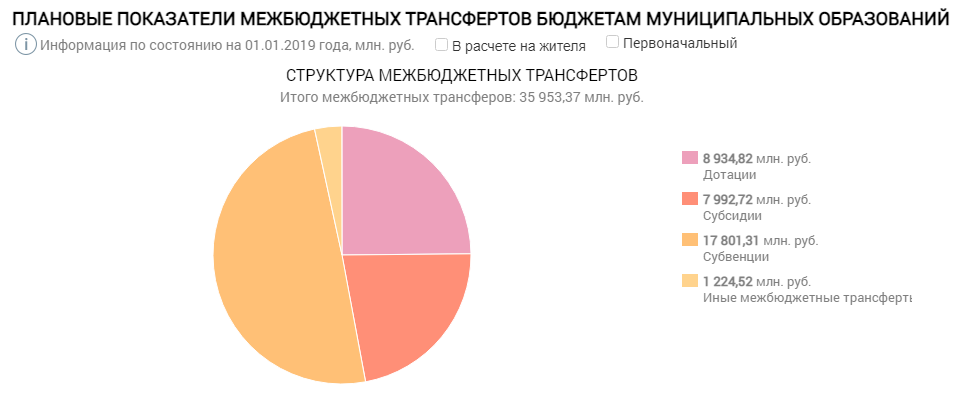 ПЛАНОВЫЕ ПОКАЗАТЕЛИ МЕЖБЮДЖЕТНЫХ ТРАНСФЕРТОВ БЮДЖЕТАМ МУНИЦИПАЛЬНЫХ ОБРАЗОВАНИЙ
i Информация по состоянию на 01.01.2019 года, млн. руб. В расчете на жителя Первоначальный
СТРУКТУРА МЕЖБЮДЖЕТНЫХ ТРАНСФЕРТОВ
Итого межбюджетных трансферов: 35 953,37 млн. руб.
8 934,82 млн. руб.
Дотации
7 992,72 млн. руб.
Субсидии
17 801,31 млн. руб.
Субвенции
1 224,52 млн. руб.
Иные межбюджетные трансферты